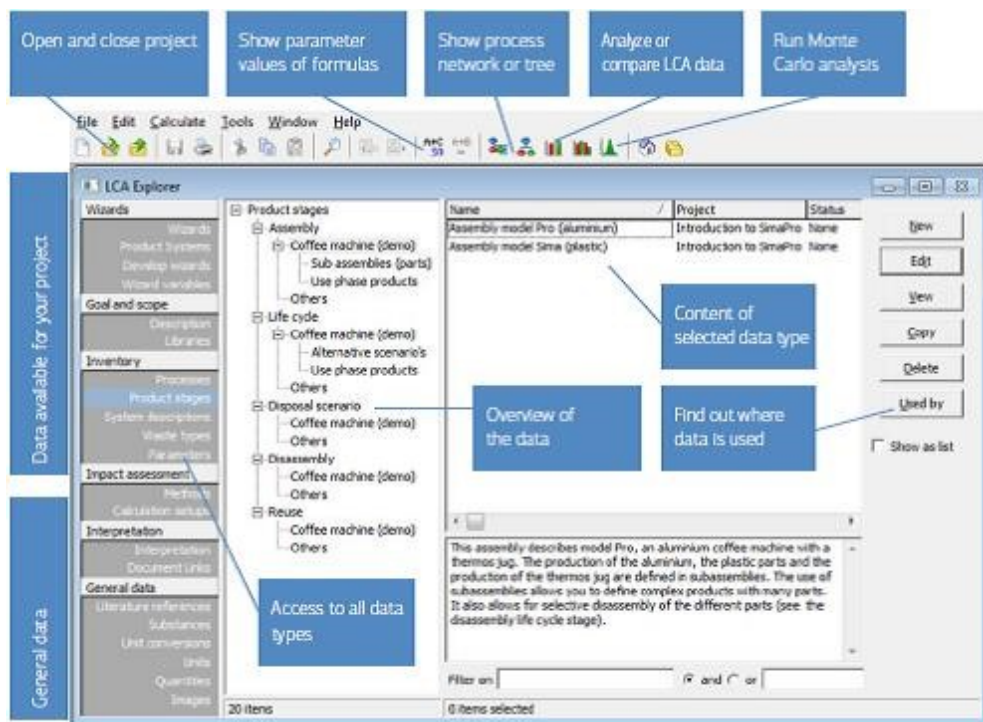 Open and close project
Show parameter
values of formulas
Show process
network or tree
Analyze or
compare LCA data
Run Monte
Carlo analysis
File Edit Calculate Tools Window Help
Data available for your project
General data
LCA Explorer
Wizards
Wizards
Product Systems
Develop wizards
Wizard variables
Goal and scope
Description
Libraries
Inventory
Processes
Product stages
System descriptions
Waste types
Parameters
Impact assessment
Methods
Calculation setups
Interpretation
Interpretation
Document Links
General data
Literature references
Substances
Unit conversions
Units
Quantities
Images
Product stages
Assembly
Coffee machine (demo)
Sub assemblies (parts)
Use phase products
Others
Life cycle
Coffee machine (demo)
Alternative scenario's
Use phase products
Others
Disposal scenario
Coffee machine (demo)
Others
Disassembly
Coffee machine (demo)
Others
Reuse
Coffee machine (demo)
Others
Access to all data
types
20 items
Name / Project Status
Assembly model Pro (aluminium) Introduction to SimaPro None
Assembly model Sima (plastic) Introduction to SimaPro None
Content of
selected data type
Overview of
the data
Find out where
data is used
This assembly describes model Pro, an aluminium coffee machine with a
thermos jug. The production of the aluminium, the plastic parts and the
production of the thermos jug are defined in subassemblies. The use of
subassemblies allows you to define complex products with many parts.
It also allows for selective disassembly of the different parts (see the
disassembly life cycle stage).
Filter on and or
0 items selected
New
Edit
View
Copy
Delete
Used by
Show as list